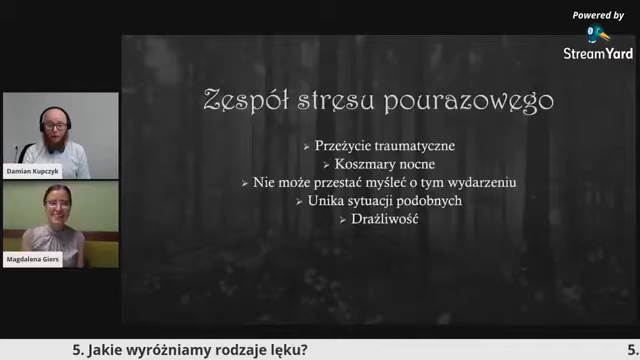 Powered by
StreamYard
Zespół stresu pourazowego
➢ Przeżycie traumatyczne
➢ Koszmary nocne
➢ Nie może przestać myśleć o tym wydarzeniu
➢ Unika sytuacji podobnych
➢ Drażliwość
Damian Kupczyk
Magdalena Giers
5. Jakie wyróżniamy rodzaje lęku?
5.